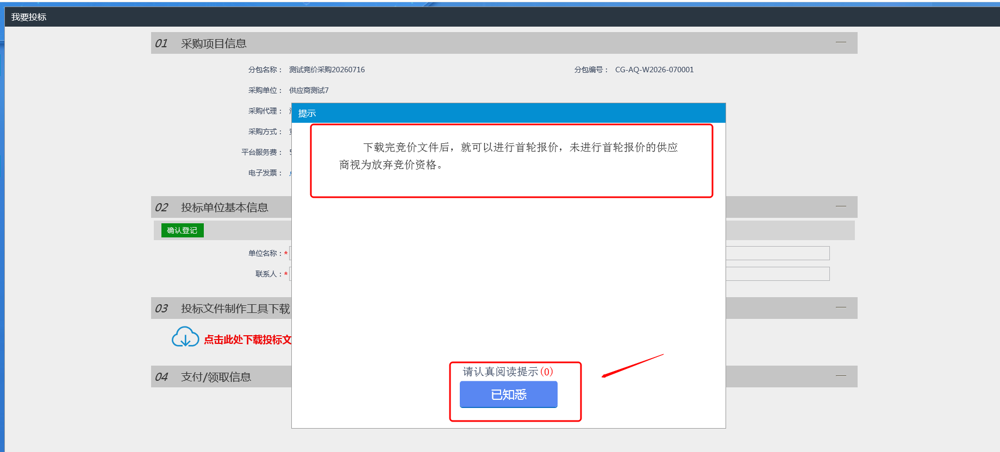 我要投标
01 采购项目信息
分包名称： 测试竞价采购20260716 分包编号： CG-AQ-W2026-070001
采购单位： 供应商测试7
采购代理：
采购方式：
平台服务费：
电子发票：
提示
下载完竞价文件后，就可以进行首轮报价，未进行首轮报价的供应
商视为放弃竞价资格。
02 投标单位基本信息
确认登记
单位名称：*
联系人：*
03 投标文件制作工具下载
点击此处下载投标文
04 支付/领取信息
请认真阅读提示(0)
已知悉